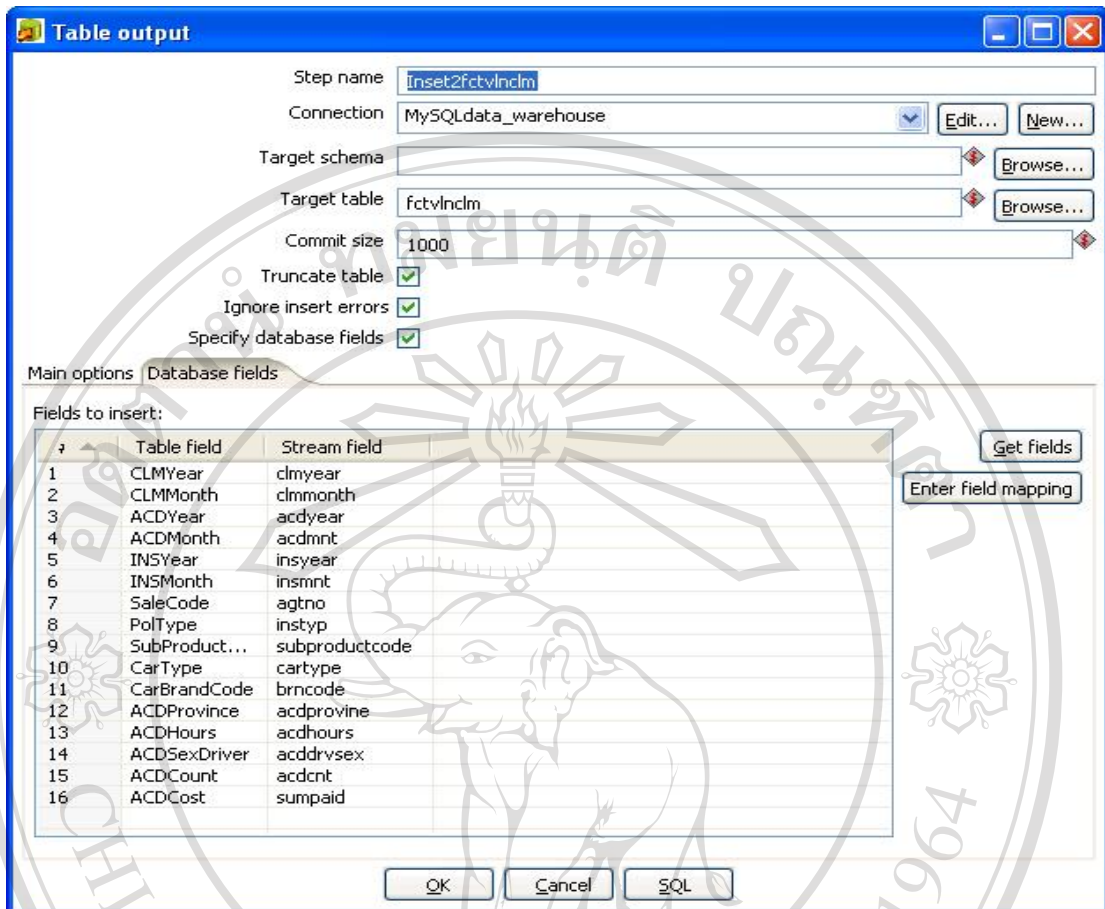 Table output
Step name Inset2fctvlnclm
Connection MySQLdata_warehouse Edit... New...
Target schema Browse...
Target table fctvlnclm Browse...
Commit size 1000
Truncate table
Ignore insert errors
Specify database fields
Main options Database fields
Fields to insert:
Table field Stream field Get fields
1 CLMYear clmyear
2 CLMMonth clmmonth Enter field mapping
3 ACDYear acdyear
4 ACDMonth acdmnt
5 INSYear insyear
6 INSMonth insmnt
7 SaleCode agtno
8 PolType instyp
9 SubProduct... subproductcode
10 CarType cartype
11 CarBrandCode brncode
12 ACDProvince acdprovine
13 ACDHours acdhours
14 ACDSexDriver acddrvsex
15 ACDCount acdcnt
16 ACDCost sumpaid
OK Cancel SQL
1964